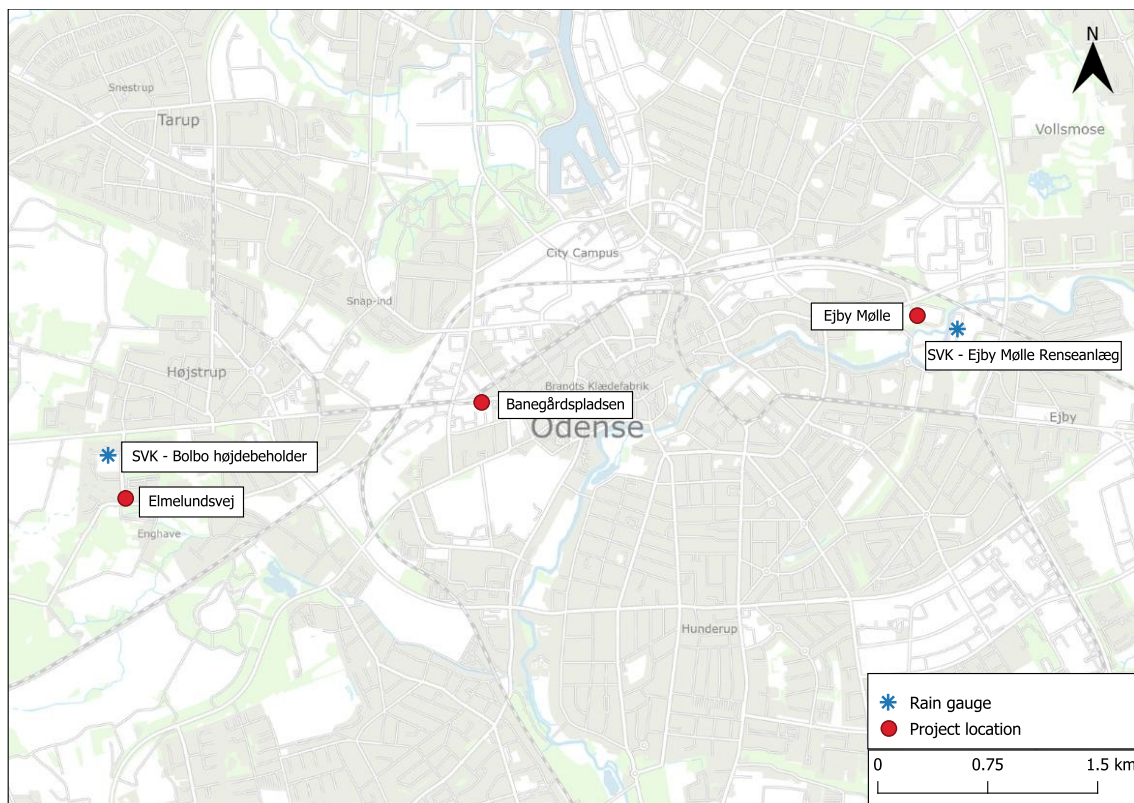 N
Snestrup
Tarup
Vollsmose
City Campus
Snap-ind
Ejby Mølle
SVK - Ejby Mølle Renseanlæg
Højstrup
Brandts Klædefabrik
Banegårdspladsen
Odense
Ejby
SVK - Bolbo højdebeholder
Elmelundsvej
Enghave
Hunderup
Rain gauge
Project location
0 0.75 1.5 km